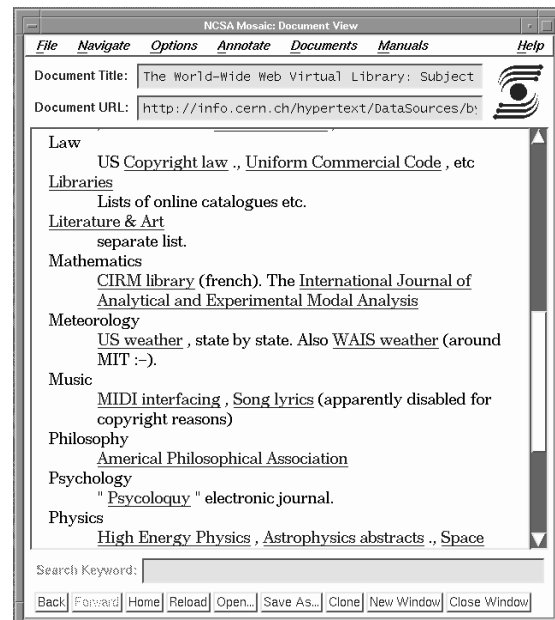 NCSA Mosaic: Document View
File Navigate Options Annotate Documents Manuals Help
Document Title: The World-Wide Web Virtual Library: Subject
Document URL: http://info.cern.ch/hypertext/DataSources/by
Law
US Copyright law ., Uniform Commercial Code , etc
Libraries
Lists of online catalogues etc.
Literature & Art
separate list.
Mathematics
CIRM library (french). The International Journal of
Analytical and Experimental Modal Analysis
Meteorology
US weather , state by state. Also WAIS weather (around
MIT :-).
Music
MIDI interfacing , Song lyrics (apparently disabled for
copyright reasons)
Philosophy
Americal Philosophical Association
Psychology
" Psycoloquy " electronic journal.
Physics
High Energy Physics , Astrophysics abstracts ., Space
Search Keyword:
Back Forward Home Reload Open... Save As... Clone New Window Close Window